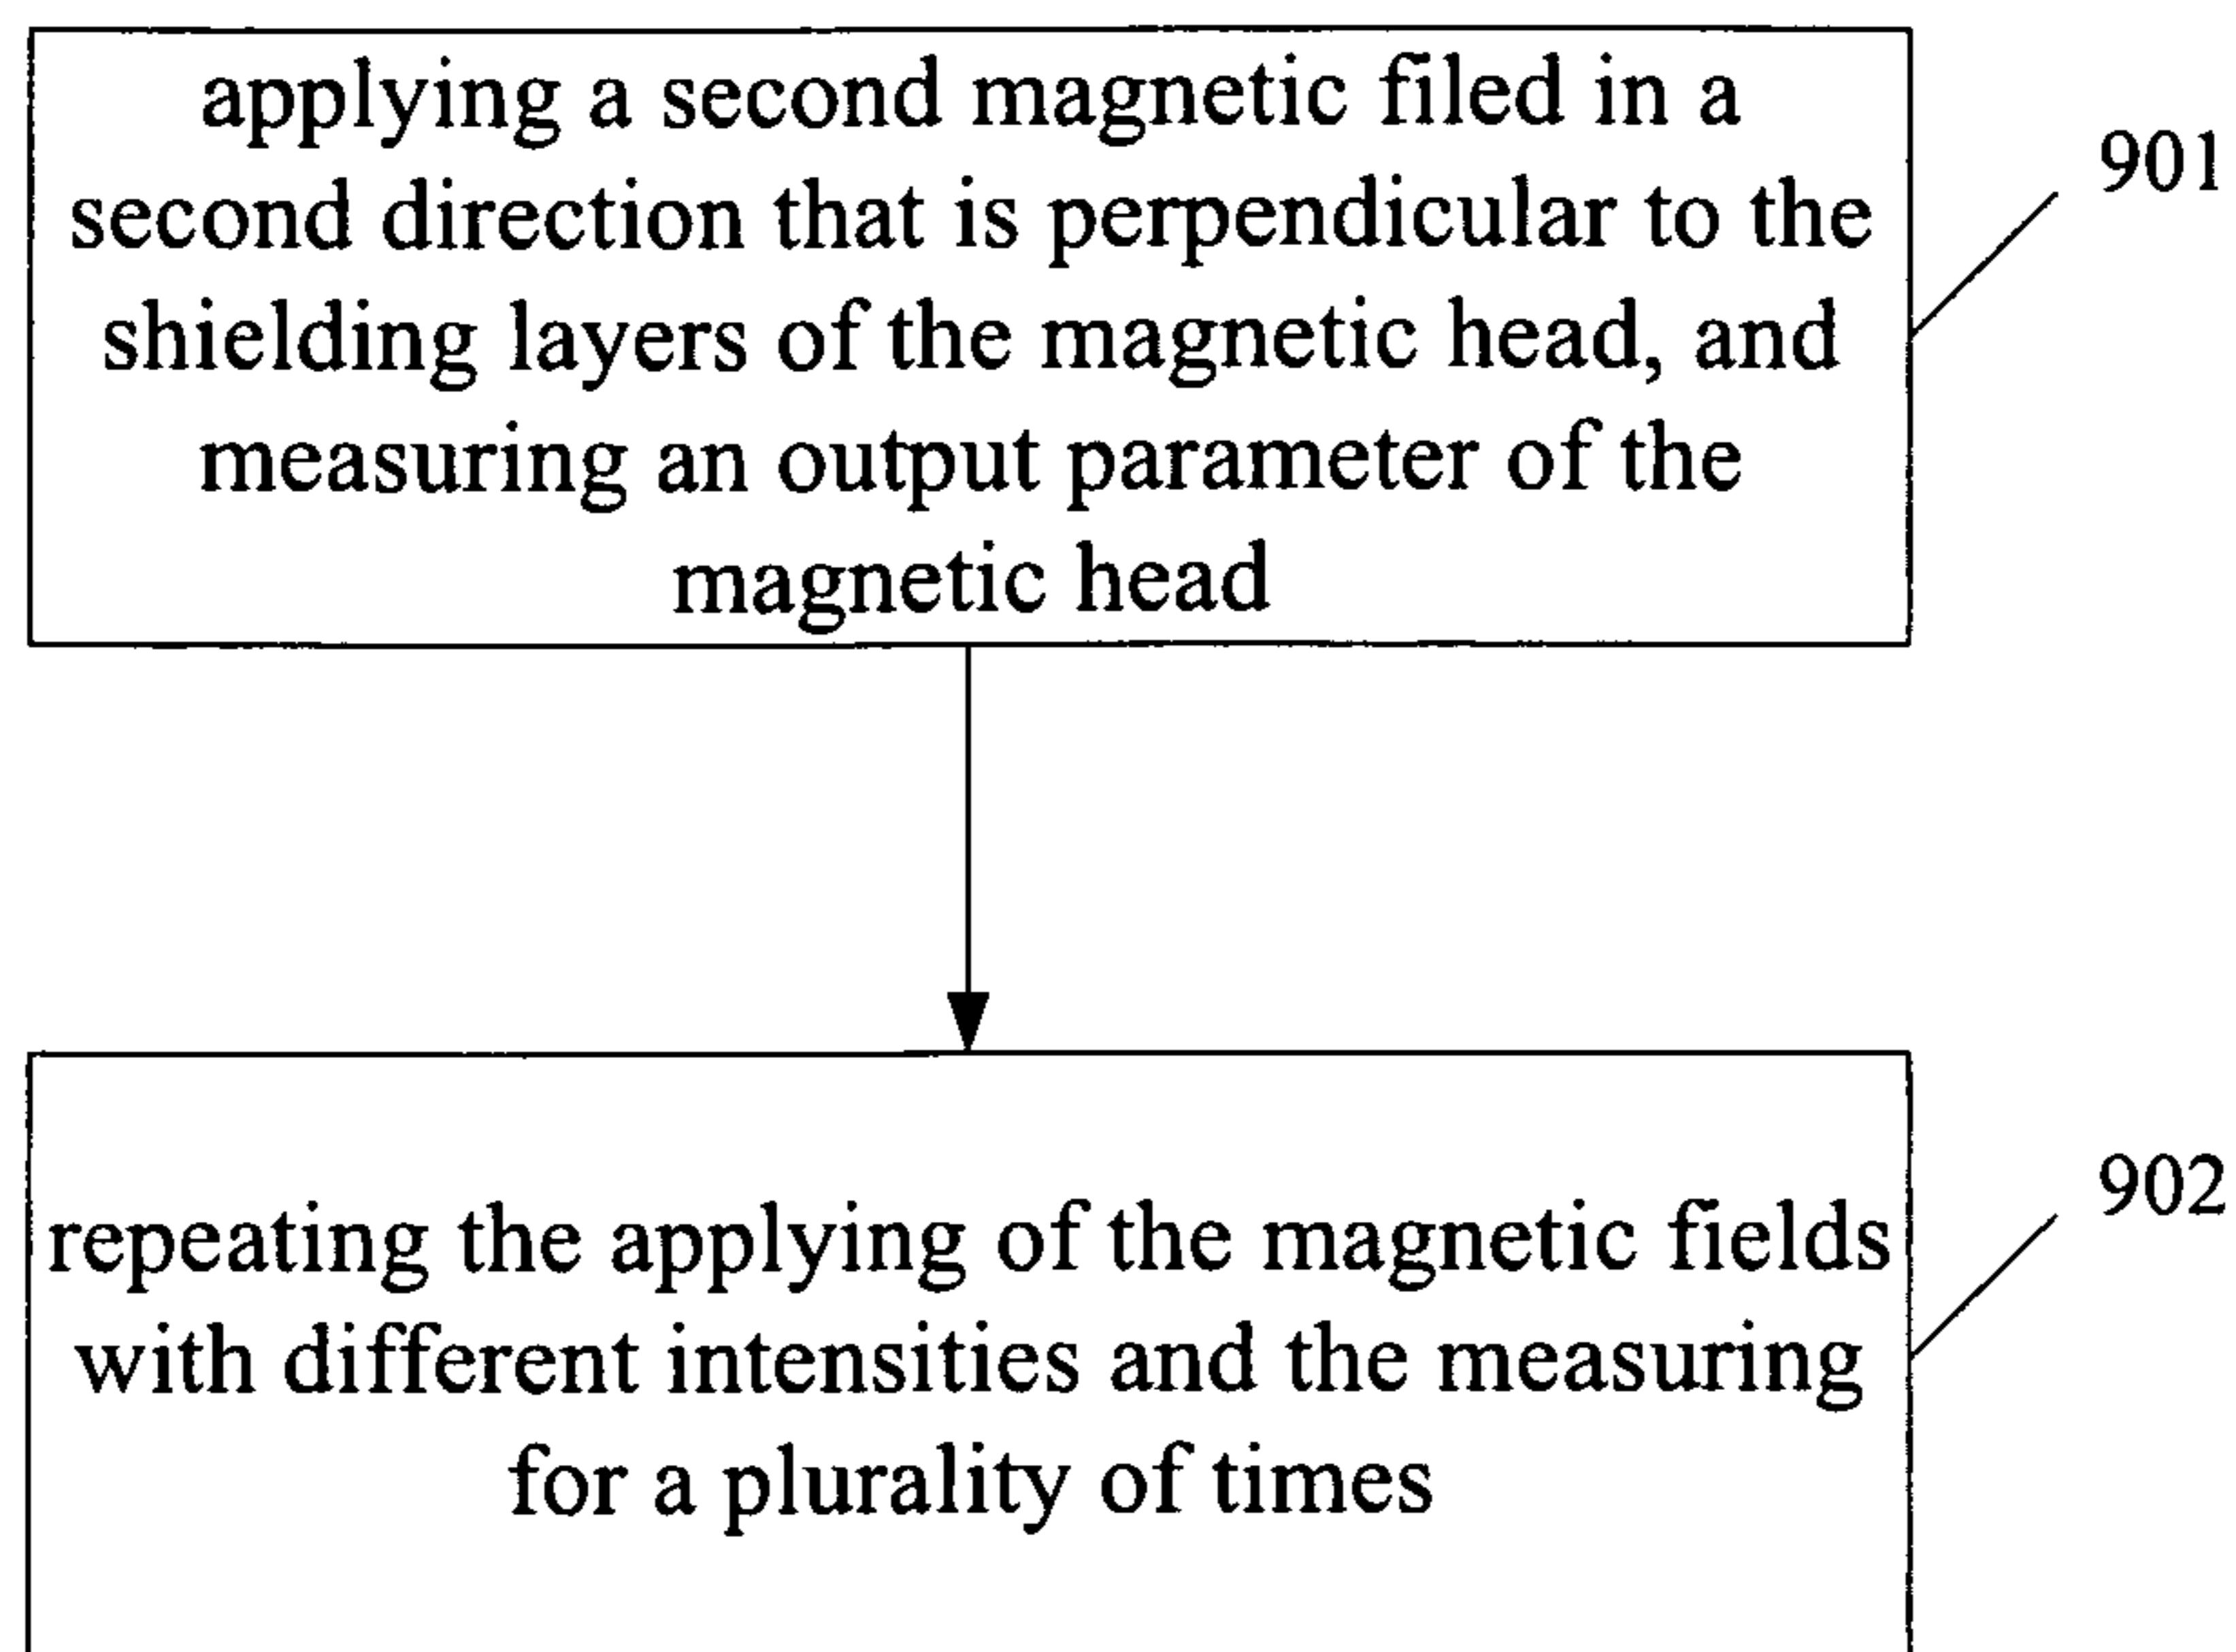 applying a second magnetic filed in a
second direction that is perpendicular to the
shielding layers of the magnetic head, and
measuring an output parameter of the
magnetic head
901
repeating the applying of the magnetic fields
with different intensities and the measuring
for a plurality of times
902